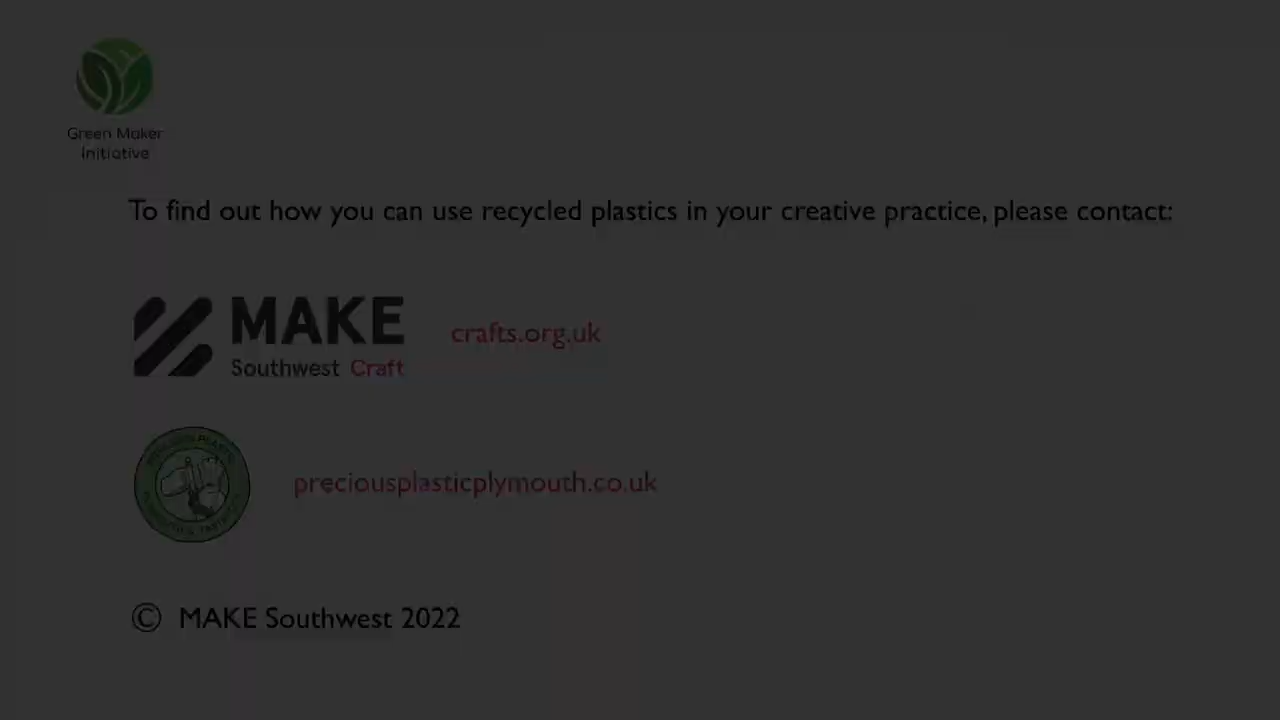 Green Maker
Initiative
To find out how you can use recycled plastics in your creative practice, please contact:
MAKE
Southwest Craft
crafts.org.uk
preciousplasticplymouth.co.uk
© MAKE Southwest 2022